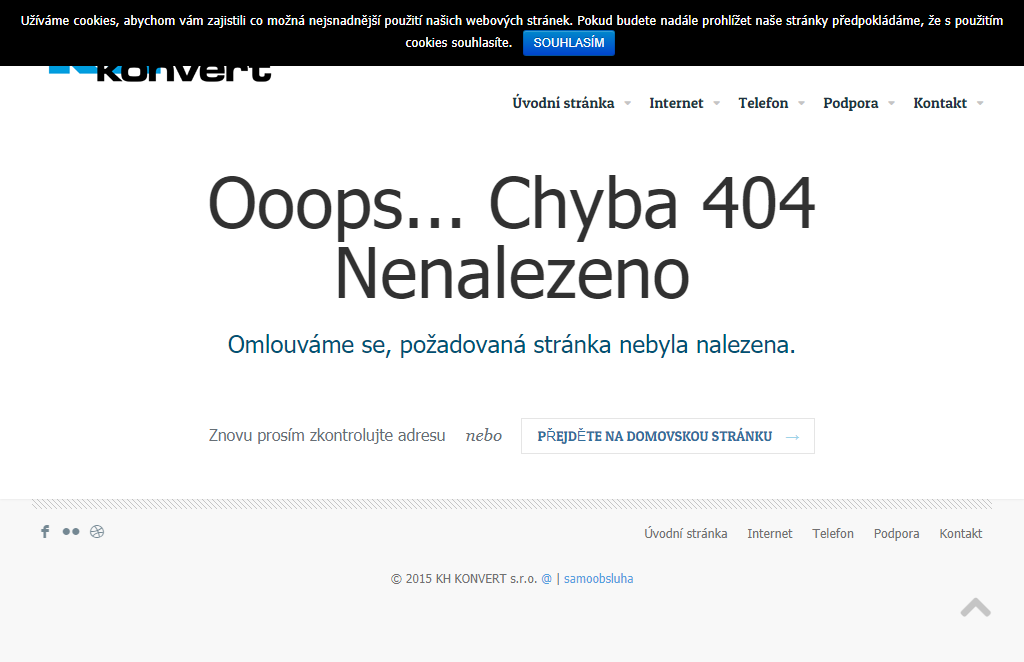 Užíváme cookies, abychom vám zajistili co možná nejsnadnější použití našich webových stránek. Pokud budete nadále prohlížet naše stránky předpokládáme, že s použitím
cookies souhlasíte. SOUHLASÍM
konvert
Úvodní stránka Internet Telefon Podpora Kontakt
Ooops... Chyba 404
Nenalezeno
Omlouváme se, požadovaná stránka nebyla nalezena.
Znovu prosím zkontrolujte adresu nebo PŘEJDĚTE NA DOMOVSKOU STRÁNKU →
Úvodní stránka Internet Telefon Podpora Kontakt
© 2015 KH KONVERT s.r.o. @ | samoobsluha